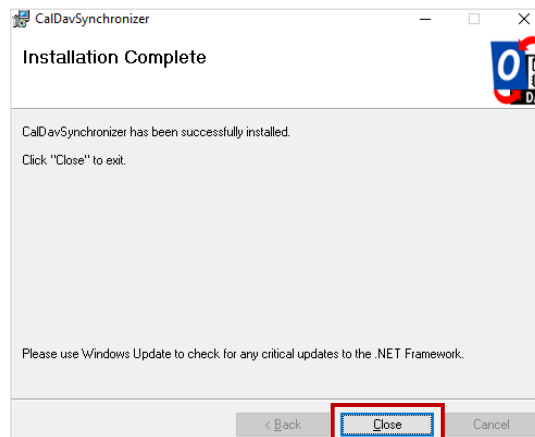 CalDavSynchronizer
Installation Complete
O
CalDavSynchronizer has been successfully installed.
Click "Close" to exit.
Please use Windows Update to check for any critical updates to the .NET Framework.
< Back
Close
Cancel